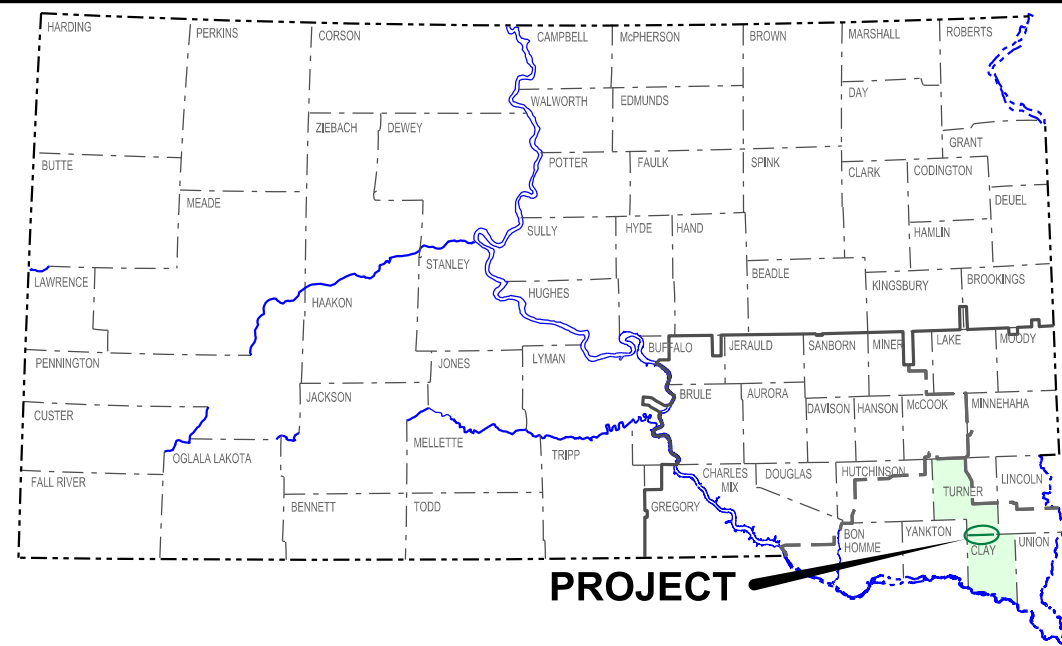 HARDING
PERKINS
CORSON
CAMPBELL
McPHERSON
BROWN
MARSHALL
ROBERTS
WALWORTH
EDMUNDS
DAY
ZIEBACH
DEWEY
GRANT
BUTTE
POTTER
FAULK
SPINK
CLARK
CODINGTON
MEADE
DEUEL
SULLY
HYDE
HAND
HAMLIN
STANLEY
BEADLE
LAWRENCE
HAAKON
HUGHES
KINGSBURY
BROOKINGS
PENNINGTON
JONES
LYMAN
BUFFALO
JERAULD
SANBORN
MINER
LAKE
MOODY
CUSTER
JACKSON
BRULE
AURORA
DAVISON
HANSON
McCOOK
MINNEHAHA
OGLALA LAKOTA
MELLETTE
TRIPP
FALL RIVER
CHARLES
MIX
DOUGLAS
HUTCHINSON
TURNER
LINCOLN
BENNETT
TODD
GREGORY
BON
HOMME
YANKTON
CLAY
UNION
PROJECT